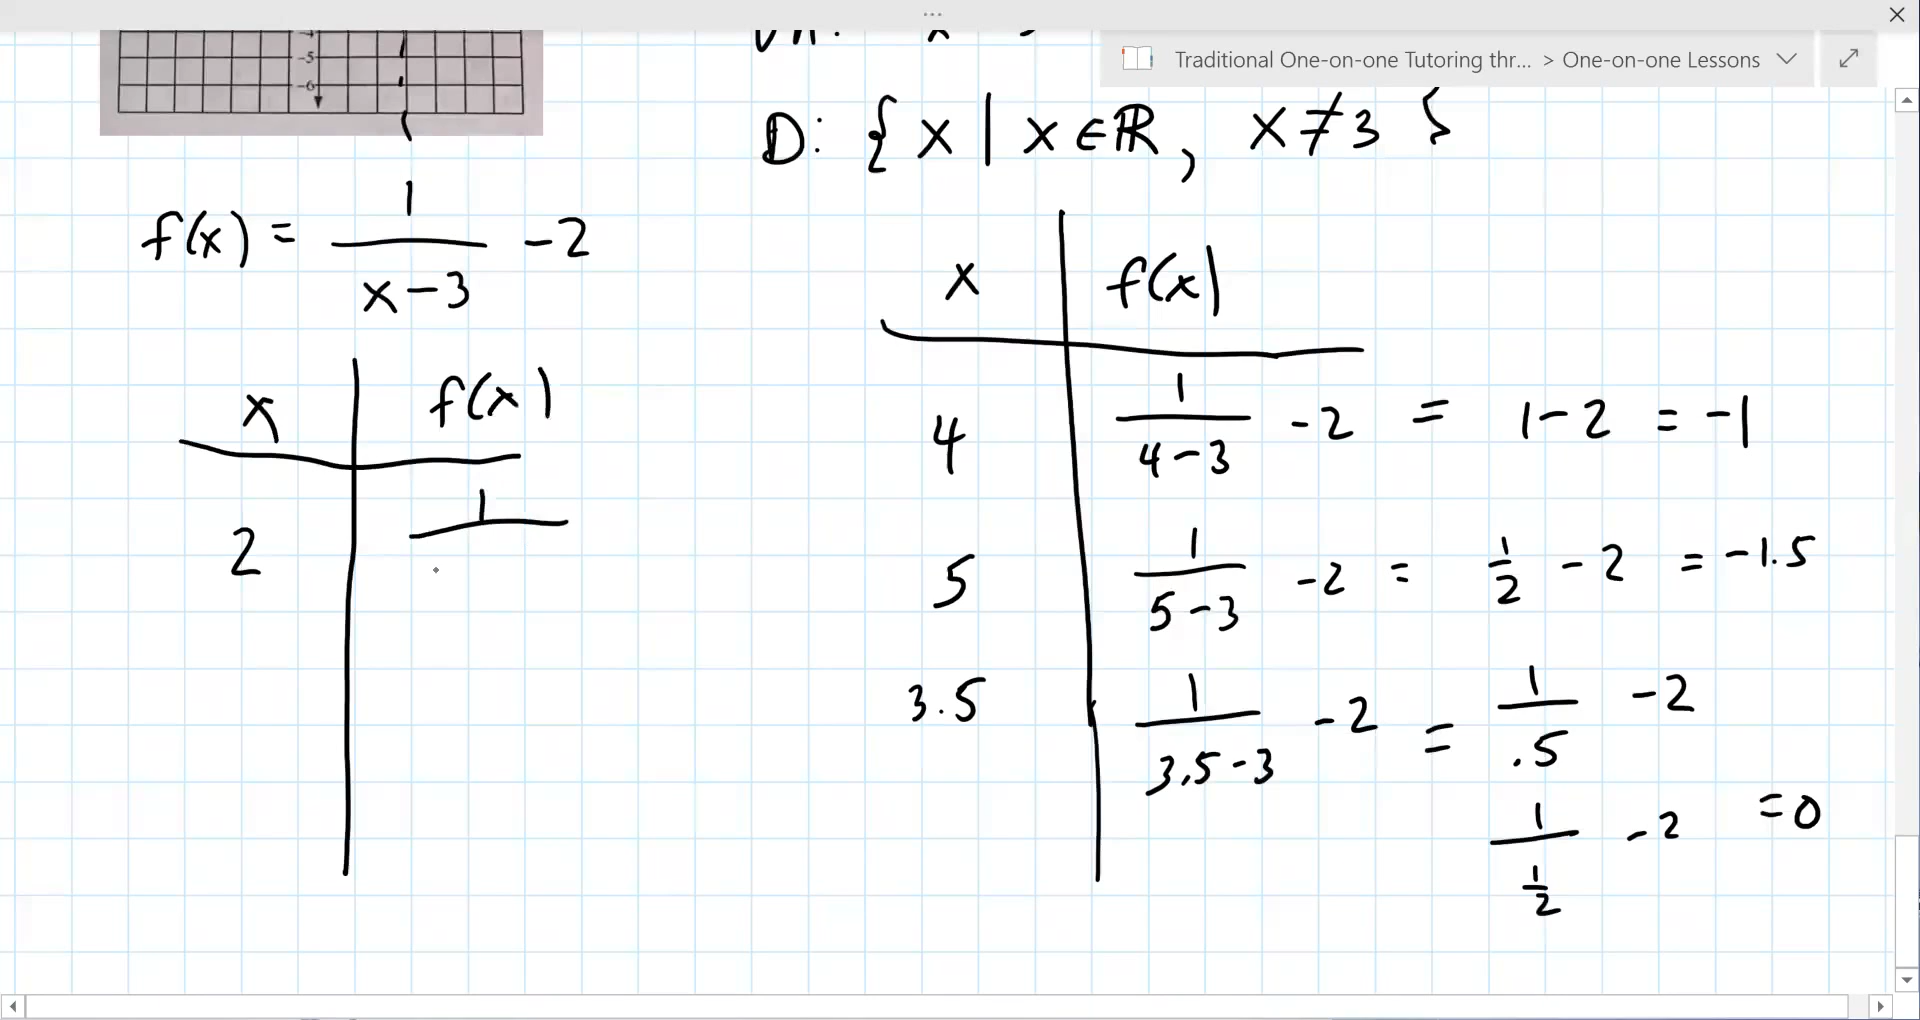 Traditional One-on-one Tutoring thr... > One-on-one Lessons
-5
-6
D: { x | x ∈ ℝ, x ≠ 3 }
f(x) = 1/(x-3) -2
x f(x)
2 1
x f(x)
4 1/(4-3) -2 = 1-2 = -1
5 1/(5-3) -2 = 1/2 -2 = -1.5
3.5 1/(3.5-3) -2 = 1/.5 -2
1/(1/2) -2 = 0